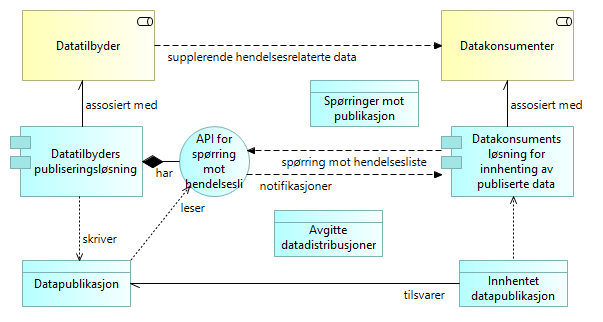 Datatilbyder
Datakonsumenter
supplerende hendelsesrelaterte data
Spørringer mot
publikasjon
assosiert med
assosiert med
Datatilbyders
publiseringsløsning
har
API for
spørring
mot
hendelsesli
spørring mot hendelsesliste
notifikasjoner
Datakonsuments
løsning for
innhenting av
publiserte data
leser
Avgitte
datadistribusjoner
skriver
Datapublikasjon
tilsvarer
Innhentet
datapublikasjon